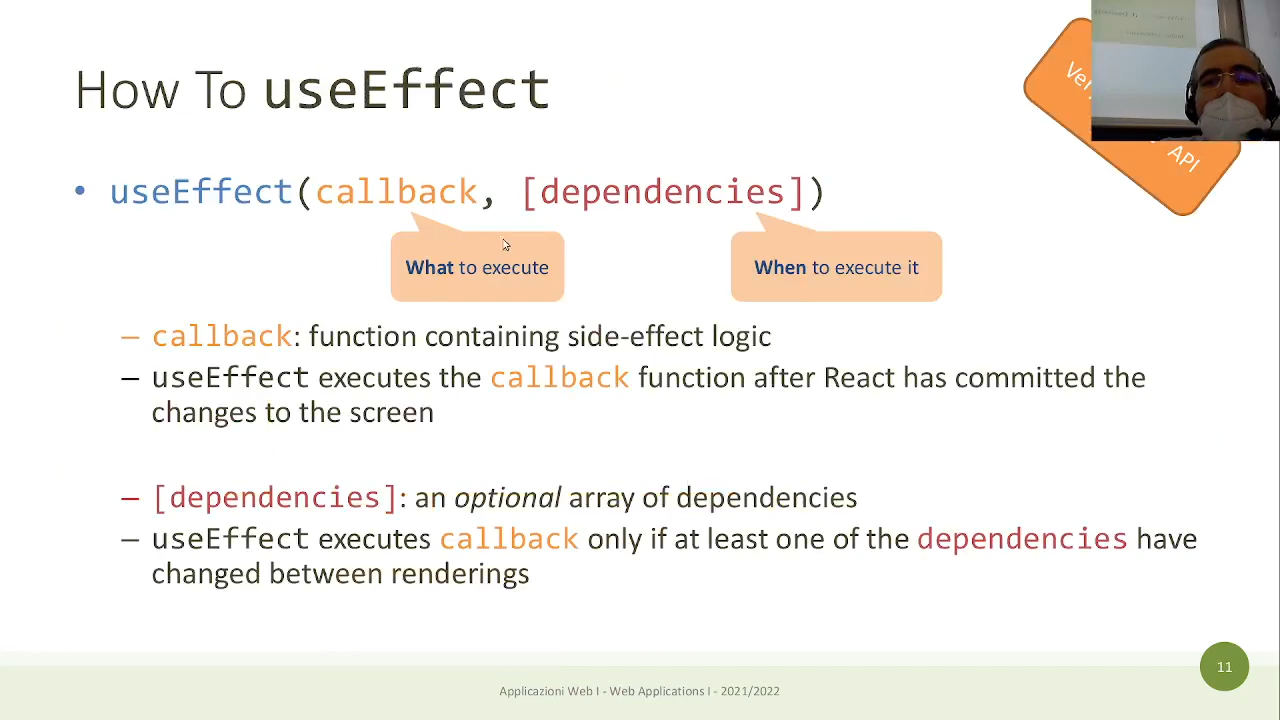 How To useEffect
API
• useEffect(callback, [dependencies])
What to execute
When to execute it
– callback: function containing side-effect logic
– useEffect executes the callback function after React has committed the
changes to the screen
– [dependencies]: an optional array of dependencies
– useEffect executes callback only if at least one of the dependencies have
changed between renderings
11
Applicazioni Web I - Web Applications I - 2021/2022